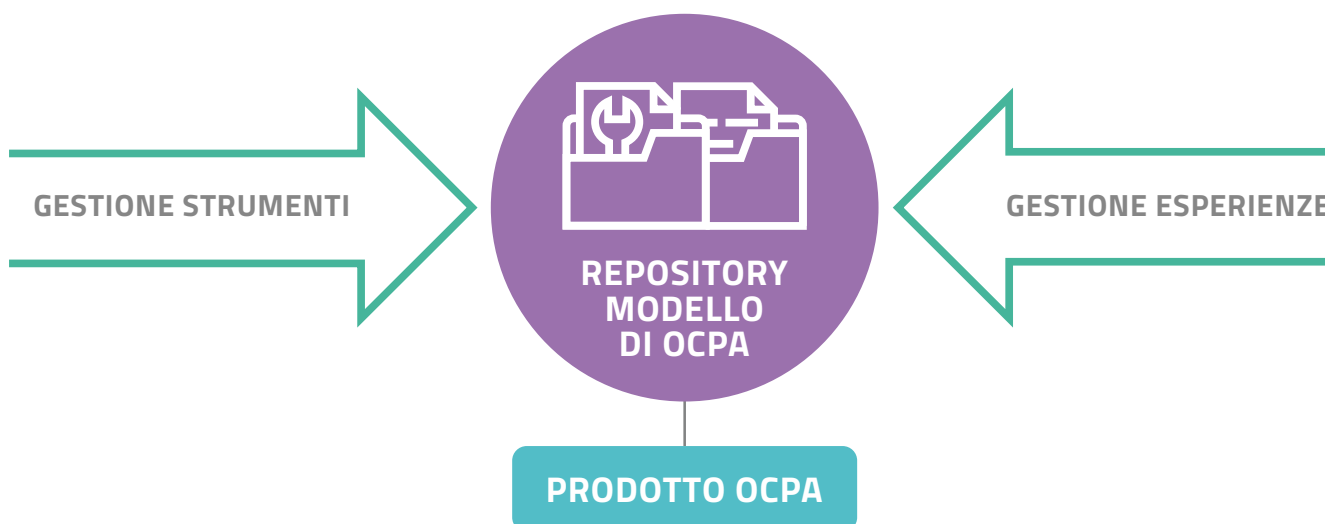 GESTIONE STRUMENTI
REPOSITORY
MODELLO
DI OCPA
GESTIONE ESPERIENZE
PRODOTTO OCPA